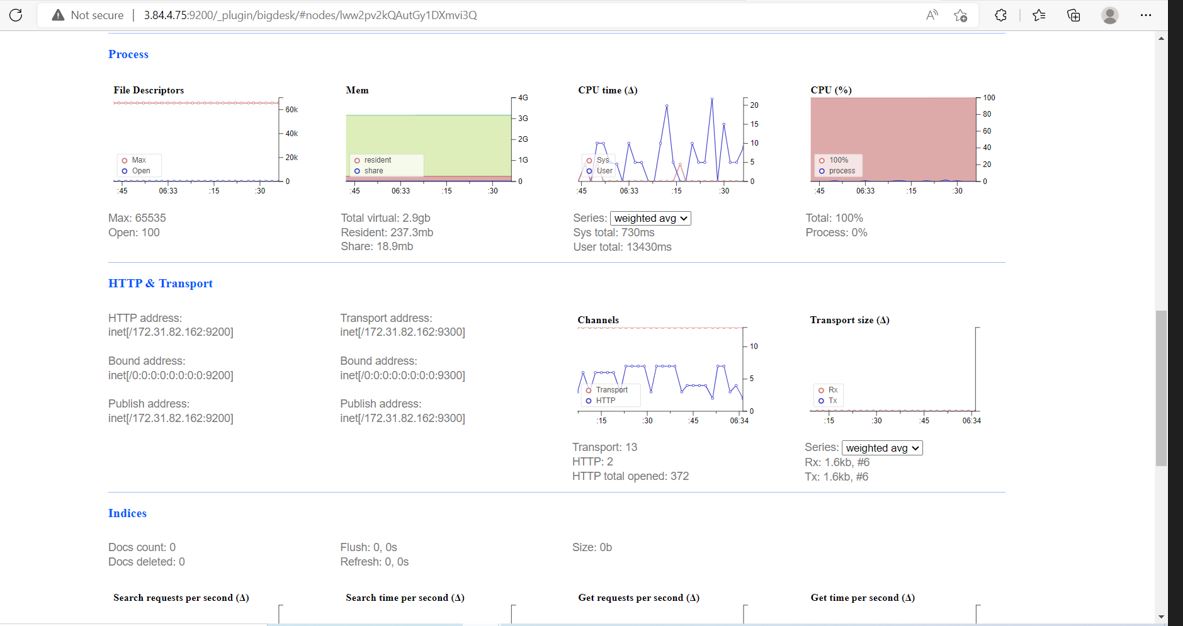 Not secure
3.84.4.75:9200/_plugin/bigdesk/#nodes/Iww2pv2kQAutGy1DXmvi3Q
Process
File Descriptors
60k
40k
20k
0
Max
Open
:45 06:33 :15 :30
Max: 65535
Open: 100
Mem
4G
3G
2G
1G
0
resident
share
:45 06:33 :15 :30
Total virtual: 2.9gb
Resident: 237.3mb
Share: 18.9mb
CPU time (Δ)
20
15
10
5
0
Sys
User
:45 06:33 :15 :30
Series: weighted avg
Sys total: 730ms
User total: 13430ms
CPU (%)
100
80
60
40
20
0
100%
process
:45 06:33 :15 :30
Total: 100%
Process: 0%
HTTP & Transport
HTTP address:
inet[/172.31.82.162:9200]
Bound address:
inet[/0:0:0:0:0:0:0:0:9200]
Publish address:
inet[/172.31.82.162:9200]
Transport address:
inet[/172.31.82.162:9300]
Bound address:
inet[/0:0:0:0:0:0:0:0:9300]
Publish address:
inet[/172.31.82.162:9300]
Channels
10
5
0
Transport
HTTP
:15 :30 :45 06:34
Transport: 13
HTTP: 2
HTTP total opened: 372
Transport size (Δ)
Rx
Tx
:15 :30 :45 06:34
Series: weighted avg
Rx: 1.6kb, #6
Tx: 1.6kb, #6
Indices
Docs count: 0
Docs deleted: 0
Flush: 0, 0s
Refresh: 0, 0s
Size: 0b
Search requests per second (Δ)
Search time per second (Δ)
Get requests per second (Δ)
Get time per second (Δ)